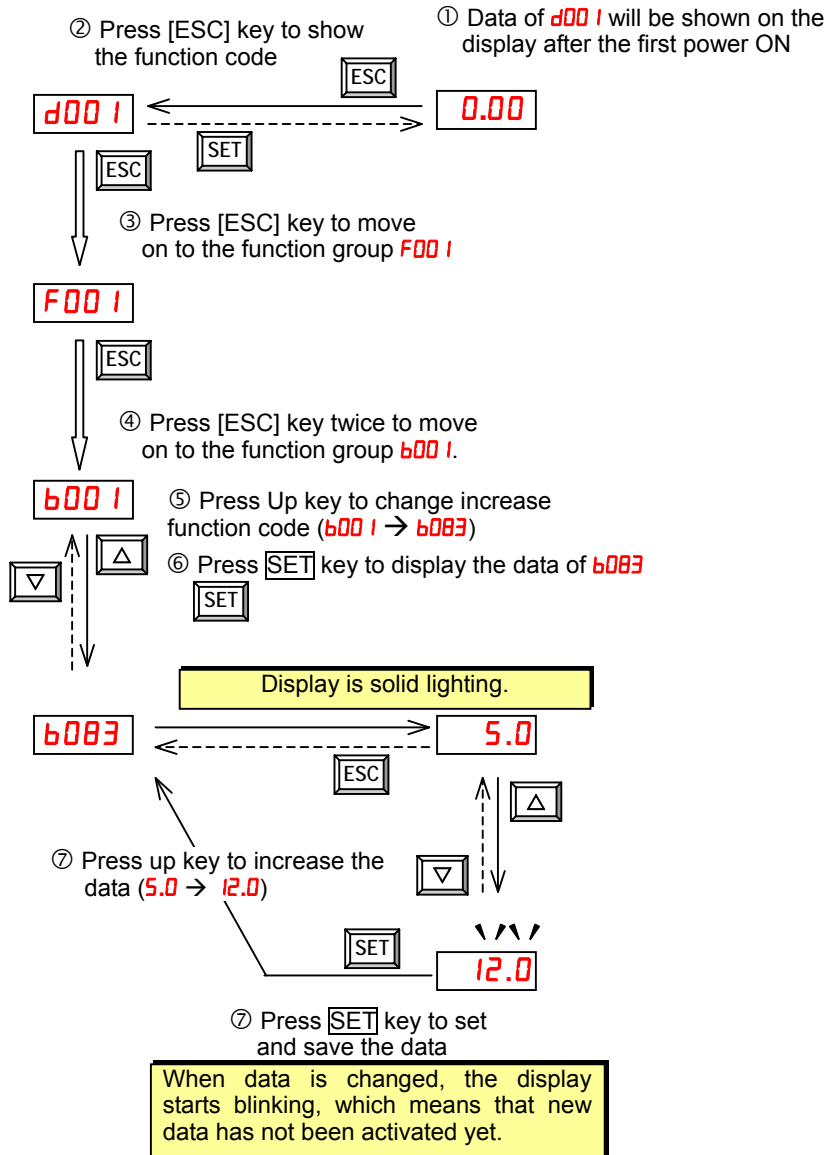 ① Data of d001 will be shown on the
display after the first power ON
② Press [ESC] key to show
the function code
ESC
d001
0.00
SET
ESC
③ Press [ESC] key to move
on to the function group F001
F001
ESC
④ Press [ESC] key twice to move
on to the function group b001.
b001
⑤ Press Up key to change increase
function code (b001 → b083)
⑥ Press SET key to display the data of b083
SET
Display is solid lighting.
b083
5.0
ESC
⑦ Press up key to increase the
data (5.0 → 12.0)
SET
12.0
⑦ Press SET key to set
and save the data
When data is changed, the display
starts blinking, which means that new
data has not been activated yet.